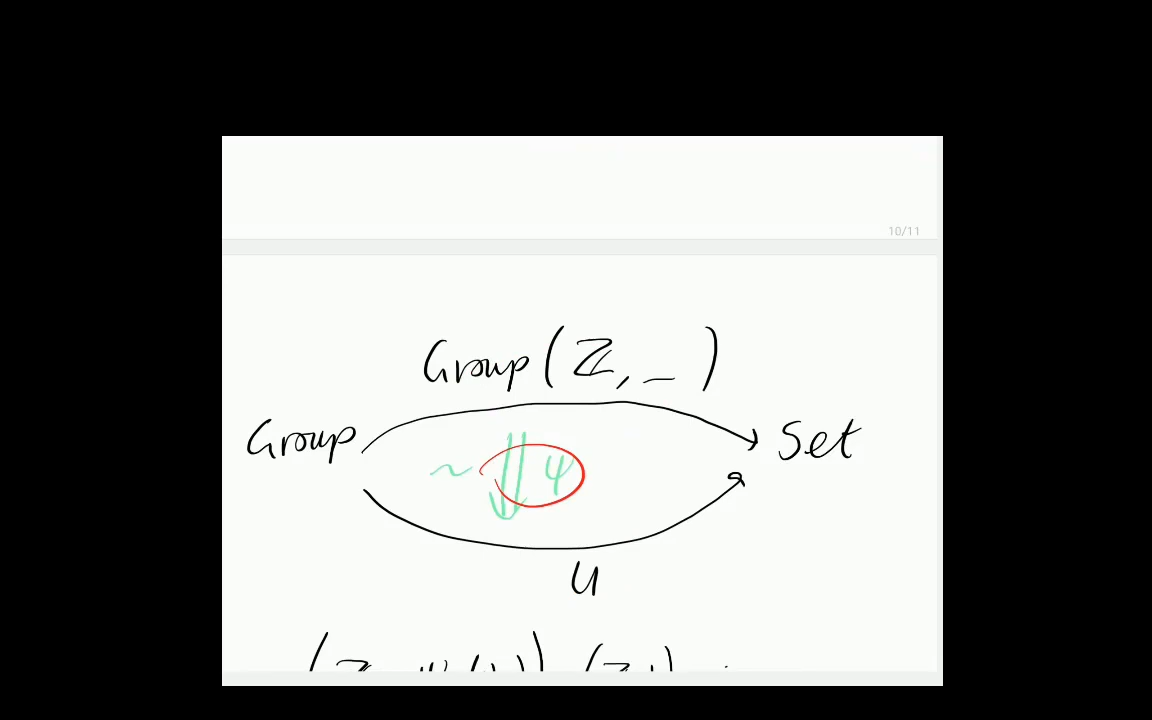 10/11
Group(ℤ, _)
Group ~ ψ Set
U